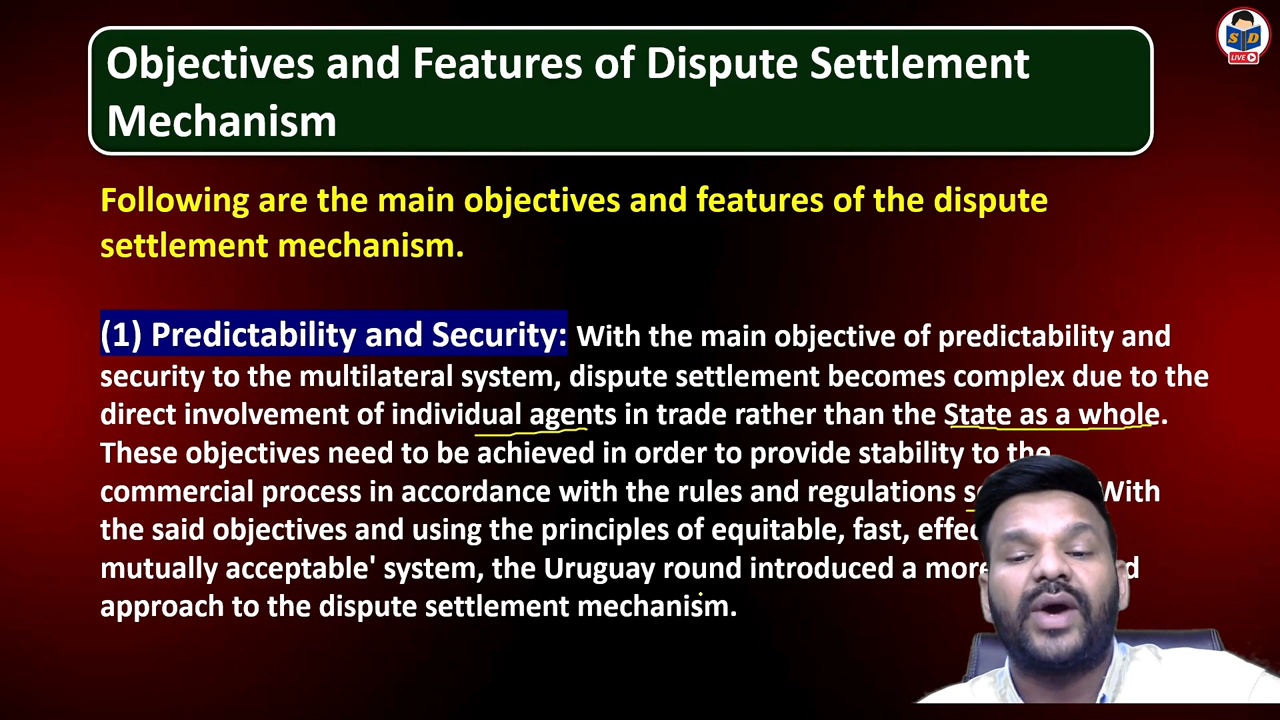 S D
LIVE
Objectives and Features of Dispute Settlement
Mechanism
Following are the main objectives and features of the dispute
settlement mechanism.
(1) Predictability and Security: With the main objective of predictability and
security to the multilateral system, dispute settlement becomes complex due to the
direct involvement of individual agents in trade rather than the State as a whole.
These objectives need to be achieved in order to provide stability to the
commercial process in accordance with the rules and regulations With
the said objectives and using the principles of equitable, fast,
mutually acceptable' system, the Uruguay round introduced a more
approach to the dispute settlement mechanism.